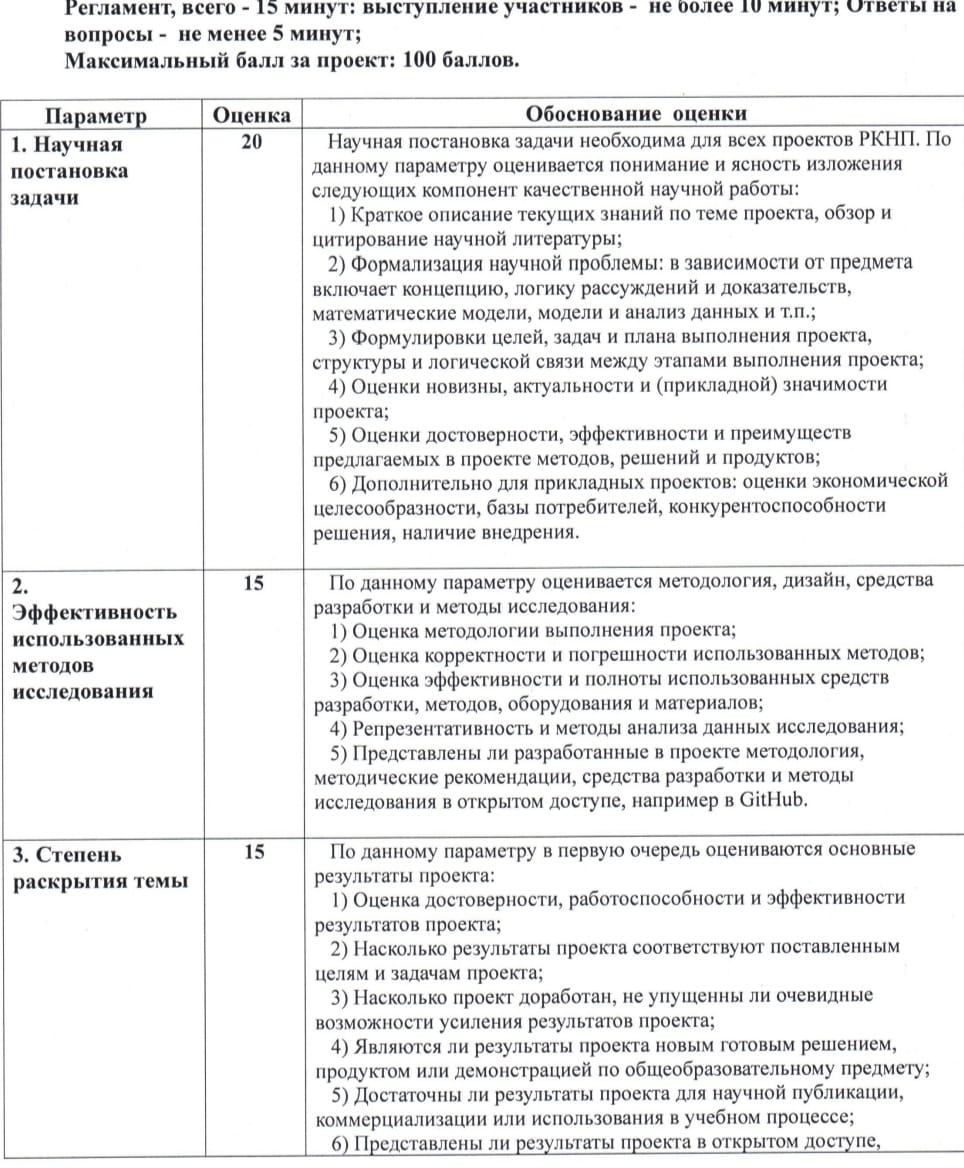 Регламент, всего - 15 минут: выступление участников - не более 10 минут; Ответы на
вопросы - не менее 5 минут;
Максимальный балл за проект: 100 баллов.
Параметр
Оценка
Обоснование оценки
1. Научная
постановка
задачи
20
Научная постановка задачи необходима для всех проектов РКНП. По
данному параметру оценивается понимание и ясность изложения
следующих компонент качественной научной работы:
1) Краткое описание текущих знаний по теме проекта, обзор и
цитирование научной литературы;
2) Формализация научной проблемы: в зависимости от предмета
включает концепцию, логику рассуждений и доказательств,
математические модели, модели и анализ данных и т.п.;
3) Формулировки целей, задач и плана выполнения проекта,
структуры и логической связи между этапами выполнения проекта;
4) Оценки новизны, актуальности и (прикладной) значимости
проекта;
5) Оценки достоверности, эффективности и преимуществ
предлагаемых в проекте методов, решений и продуктов;
6) Дополнительно для прикладных проектов: оценки экономической
целесообразности, базы потребителей, конкурентоспособности
решения, наличие внедрения.
2.
Эффективность
использованных
методов
исследования
15
По данному параметру оценивается методология, дизайн, средства
разработки и методы исследования:
1) Оценка методологии выполнения проекта;
2) Оценка корректности и погрешности использованных методов;
3) Оценка эффективности и полноты использованных средств
разработки, методов, оборудования и материалов;
4) Репрезентативность и методы анализа данных исследования;
5) Представлены ли разработанные в проекте методология,
методические рекомендации, средства разработки и методы
исследования в открытом доступе, например в GitHub.
3. Степень
раскрытия темы
15
По данному параметру в первую очередь оцениваются основные
результаты проекта:
1) Оценка достоверности, работоспособности и эффективности
результатов проекта;
2) Насколько результаты проекта соответствуют поставленным
целям и задачам проекта;
3) Насколько проект доработан, не упущенны ли очевидные
возможности усиления результатов проекта;
4) Являются ли результаты проекта новым готовым решением,
продуктом или демонстрацией по общеобразовательному предмету;
5) Достаточны ли результаты проекта для научной публикации,
коммерциализации или использования в учебном процессе;
6) Представлены ли результаты проекта в открытом доступе,